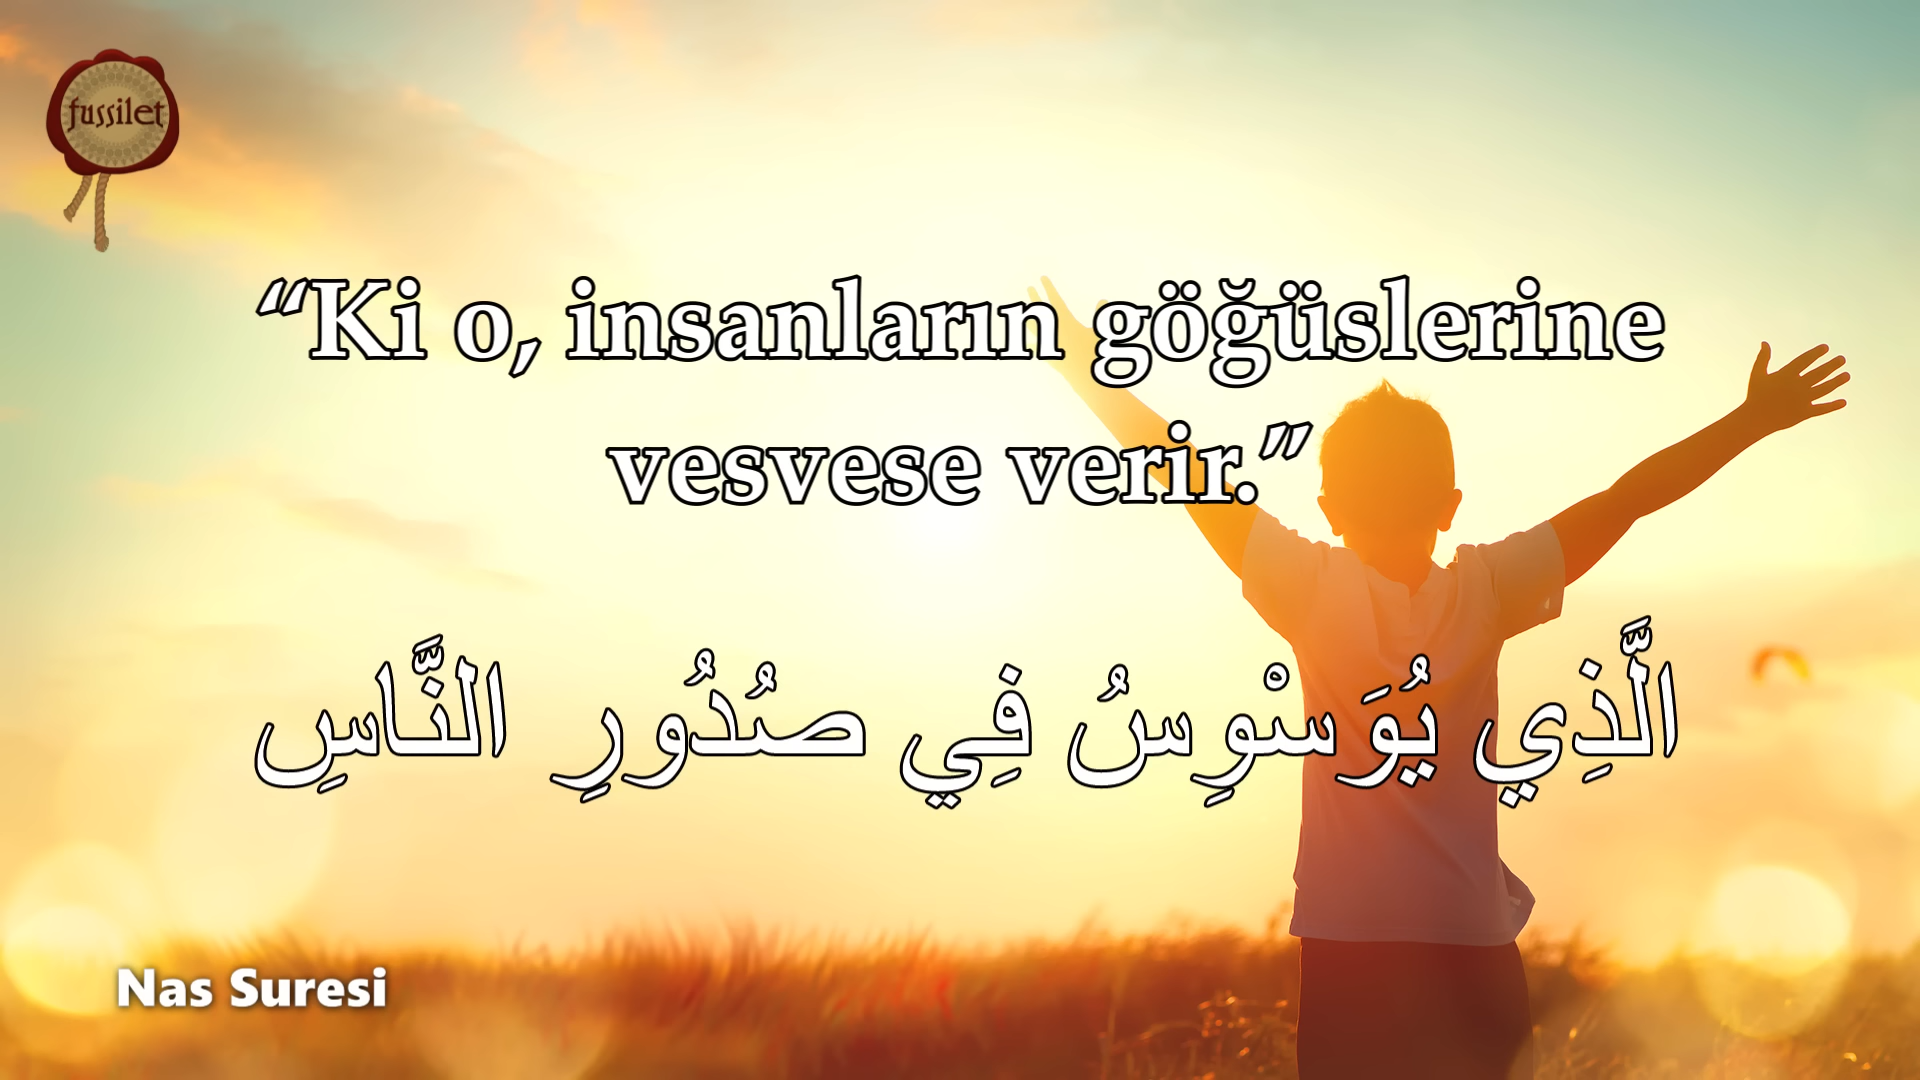 fussilet
“Ki o, insanların göğüslerine
vesvese verir.”
الَّذِي يُوَسْوِسُ فِي صُدُورِ النَّاسِ
Nas Suresi